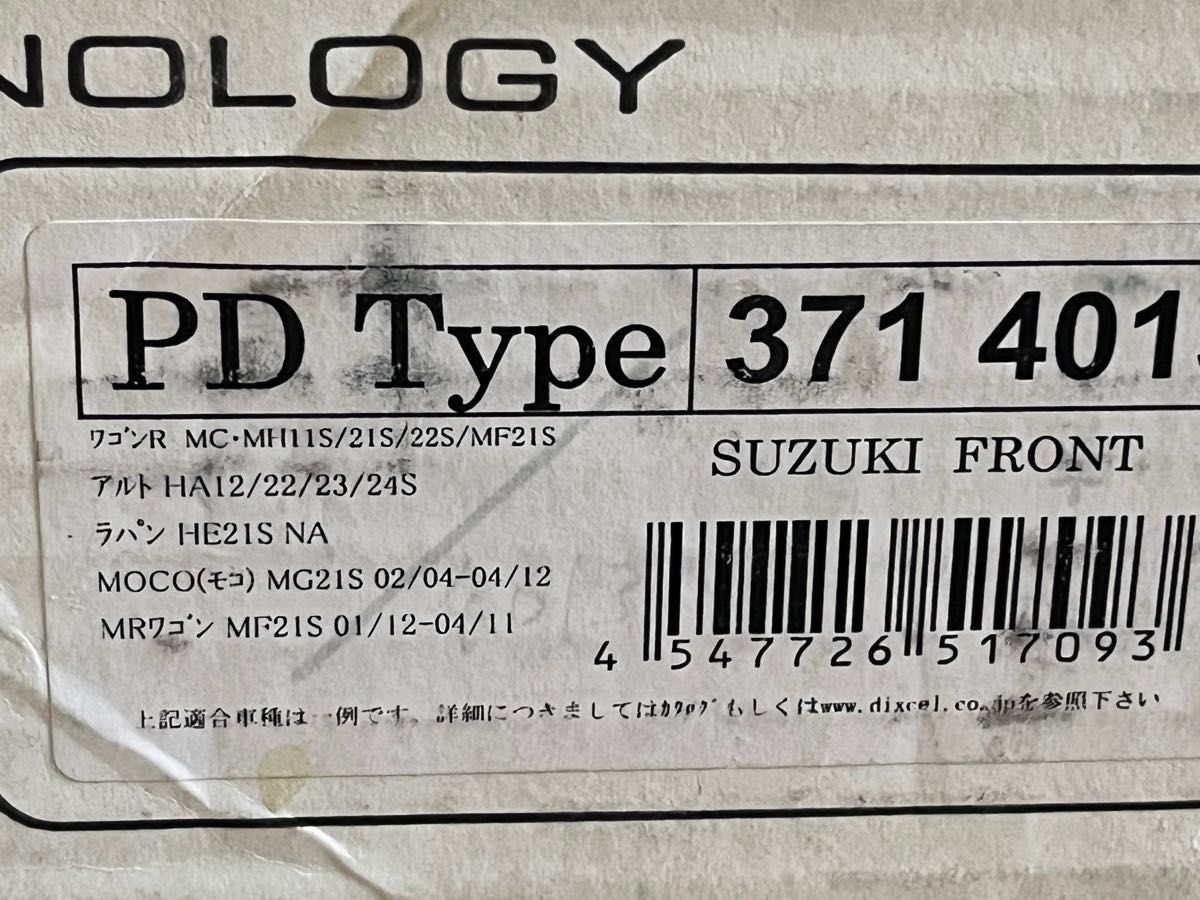 NOLOGY
PD Type 371 401
ﾜｺﾞﾝR MC・MH11S/21S/22S/MF21S
アルト HA12/22/23/24S
ラパン HE21S NA
MOCO(モコ) MG21S 02/04-04/12
MRワゴン MF21S 01/12-04/11
SUZUKI FRONT
4 547726 517093
上記適合車種は一例です。詳細につきましてはｶﾀﾛｸﾞもしくはwww.dixcel.co.jpを参照下さい